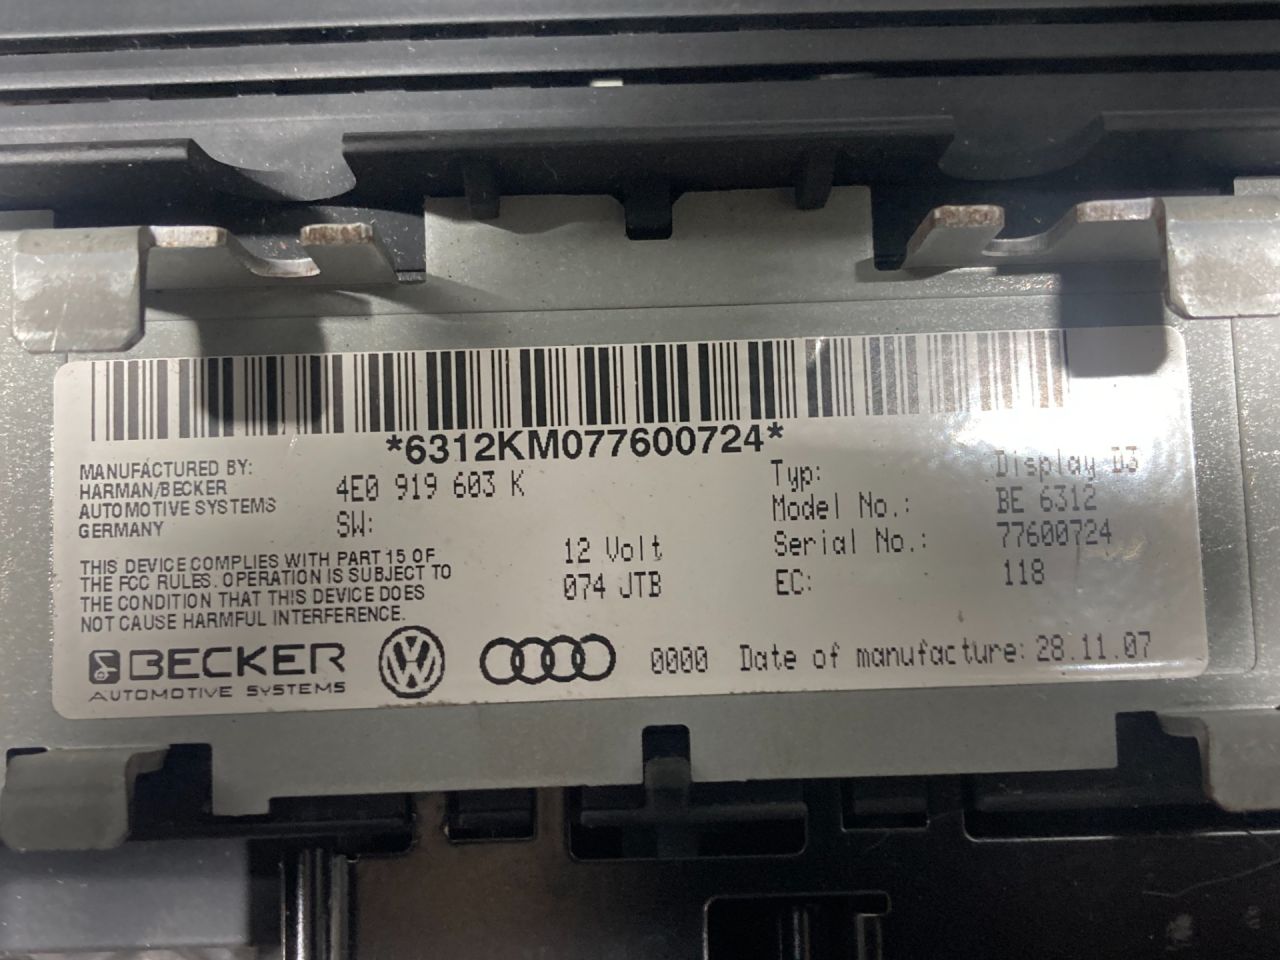 *6312KM077600724*
MANUFACTURED BY:
HARMAN/BECKER
AUTOMOTIVE SYSTEMS
GERMANY
4E0 919 603 K
SW:
THIS DEVICE COMPLIES WITH PART 15 OF
THE FCC RULES. OPERATION IS SUBJECT TO
THE CONDITION THAT THIS DEVICE DOES
NOT CAUSE HARMFUL INTERFERENCE.
12 Volt
074 JTB
Typ: Display D3
Model No.: BE 6312
Serial No.: 77600724
EC: 118
BECKER
AUTOMOTIVE SYSTEMS
0000 Date of manufacture: 28.11.07